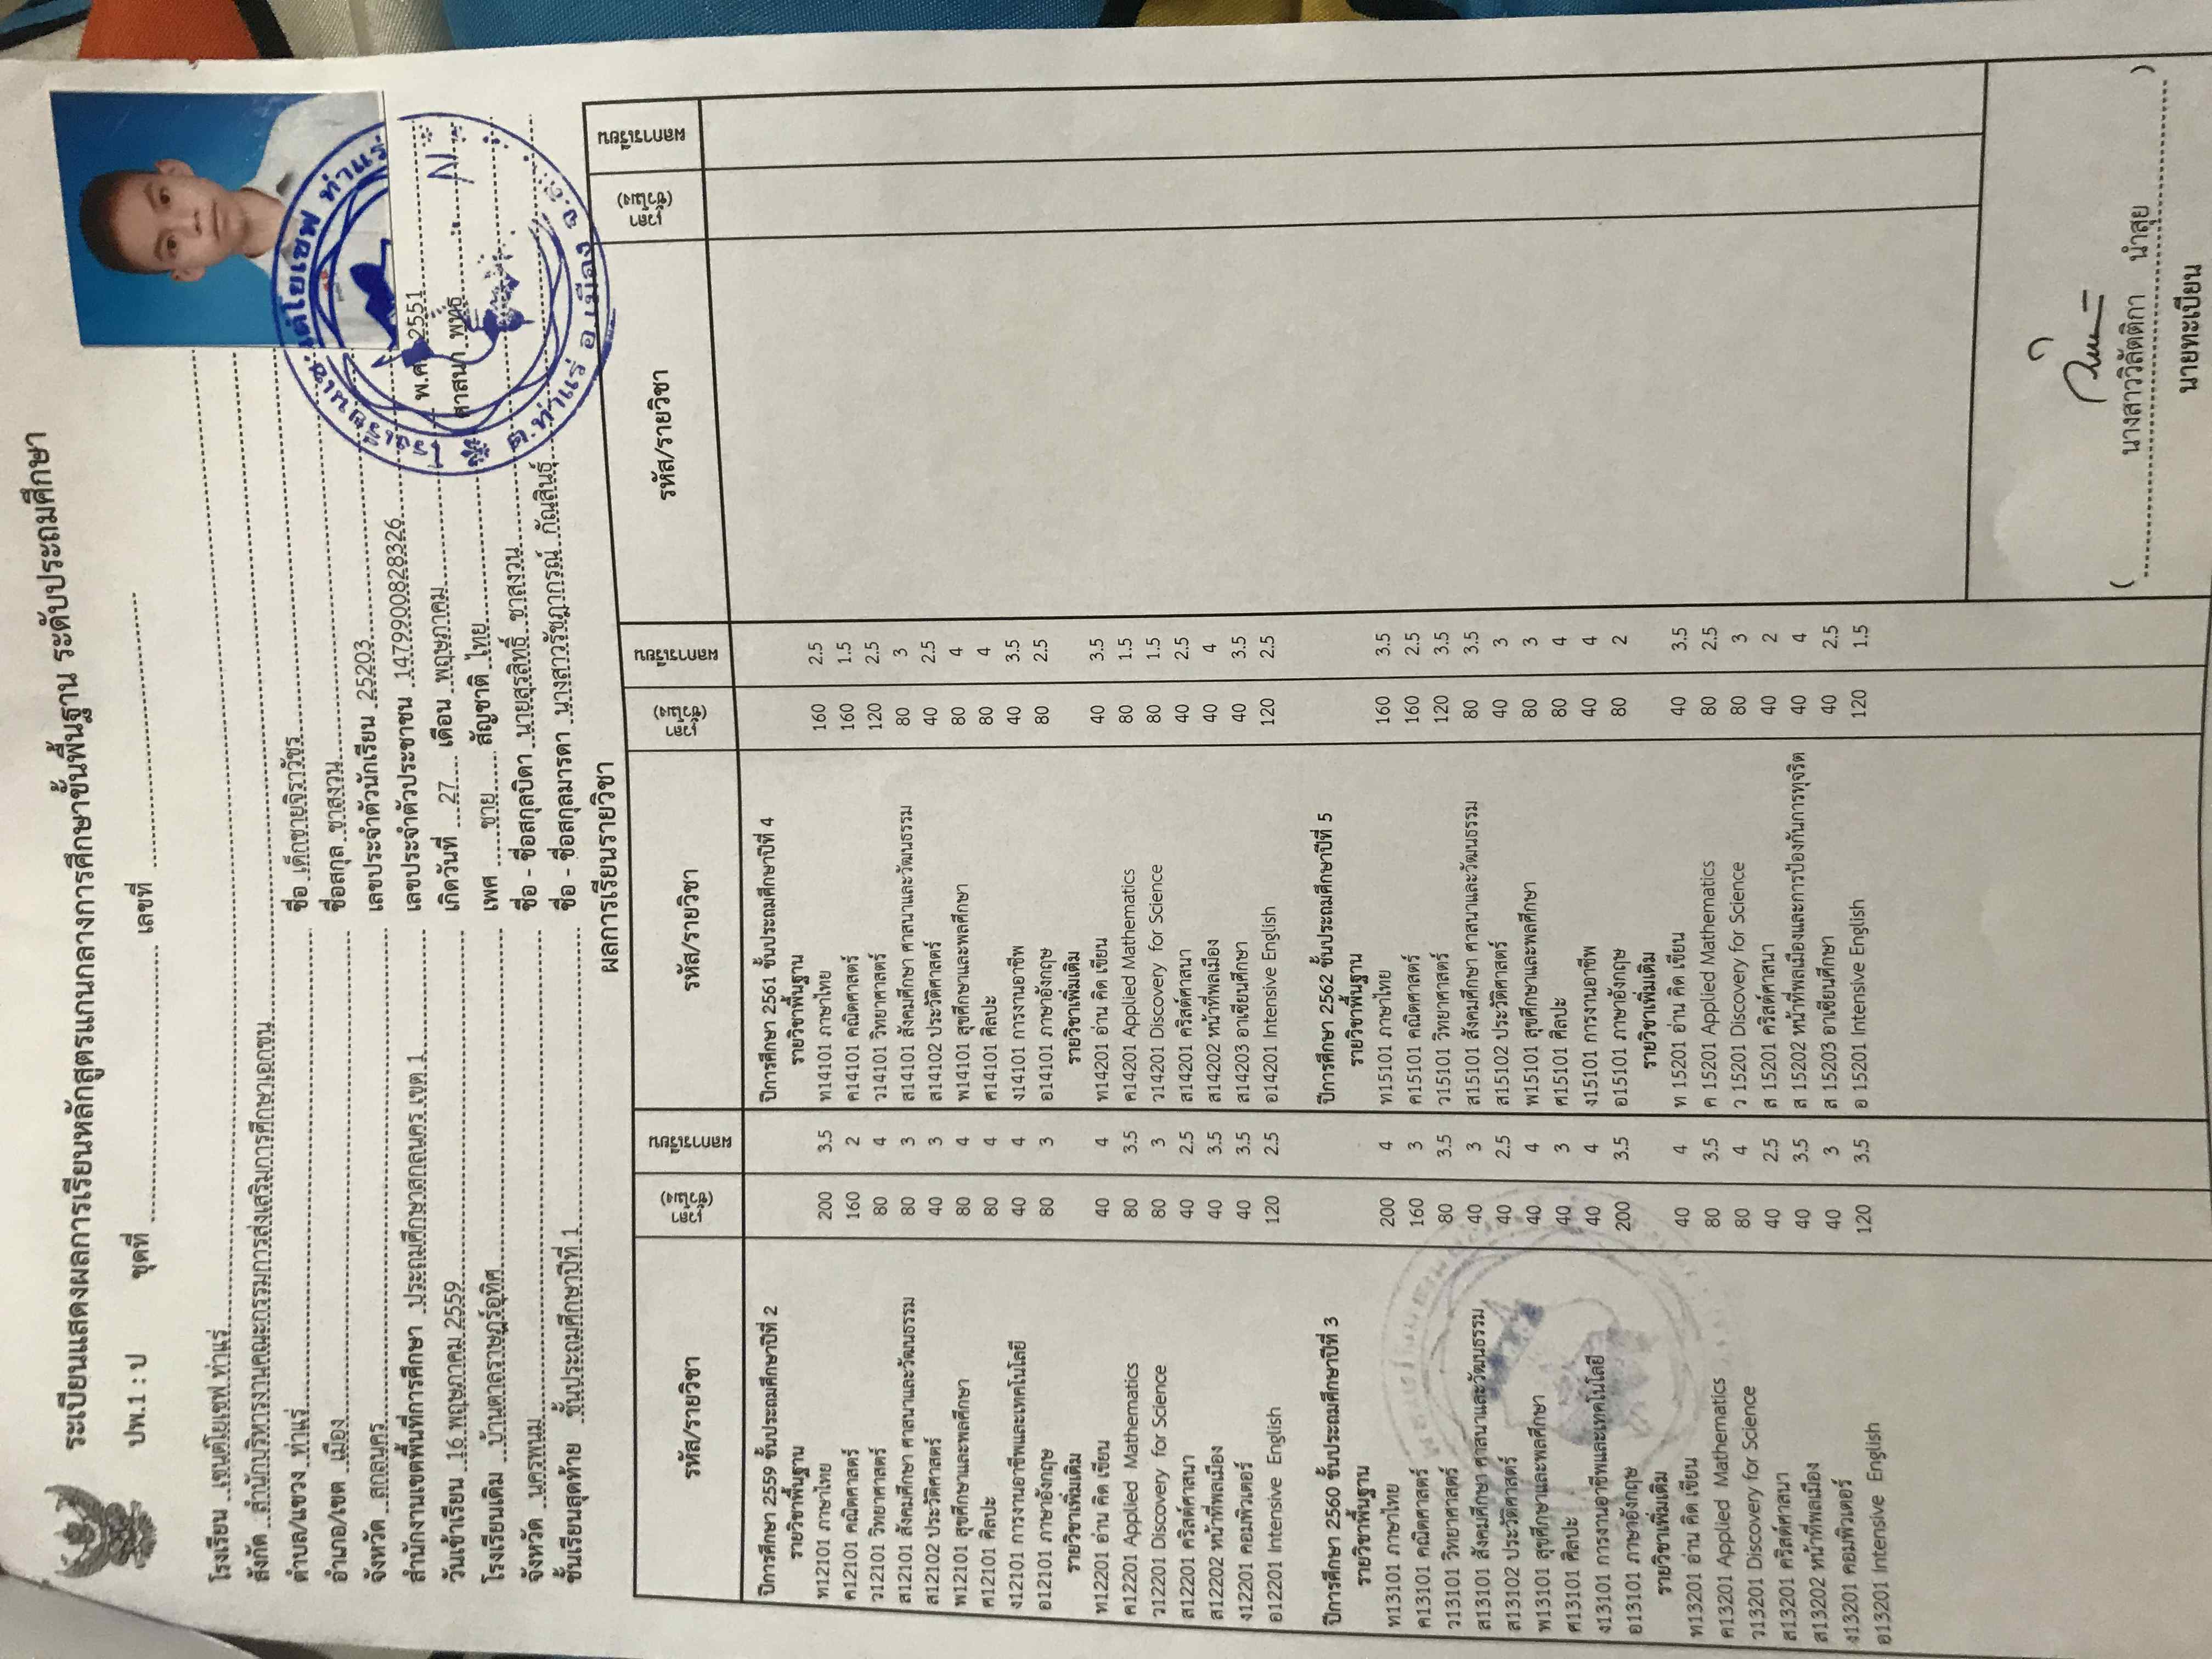 ระเบียนแสดงผลการเรียนหลักสูตรแกนกลางการศึกษาขั้นพื้นฐาน ระดับประถมศึกษา
ปพ.1 : ป ชุดที่ เลขที่
โรงเรียน เซนต์โยเซฟ ท่าแร่
สังกัด สำนักบริหารงานคณะกรรมการส่งเสริมการศึกษาเอกชน
ตำบล/แขวง ท่าแร่
อำเภอ/เขต เมือง
จังหวัด สกลนคร
สำนักงานเขตพื้นที่การศึกษา ประถมศึกษาสกลนคร เขต 1
วันเข้าเรียน 16 พฤษภาคม 2559
โรงเรียนเดิม บ้านตาลราษฎร์อุทิศ
จังหวัด นครพนม
ชั้นเรียนสุดท้าย ชั้นประถมศึกษาปีที่ 1
ชื่อ เด็กชายจิราวัชร
ชื่อสกุล ชาสงวน
เลขประจำตัวนักเรียน 25203
เลขประจำตัวประชาชน 1479900828326
เกิดวันที่ 27 เดือน พฤษภาคม พ.ศ. 2551
เพศ ชาย สัญชาติ ไทย ศาสนา พุทธ
ชื่อ - ชื่อสกุลบิดา นายสุรสิทธิ์ ชาสงวน
ชื่อ - ชื่อสกุลมารดา นางสาวรัชฎาภรณ์ กัณสินธุ์
ผลการเรียนรายวิชา
รหัส/รายวิชา เวลา (ชั่วโมง) ผลการเรียน
ปีการศึกษา 2559 ชั้นประถมศึกษาปีที่ 2
รายวิชาพื้นฐาน
ท12101 ภาษาไทย 200 3.5
ค12101 คณิตศาสตร์ 160 2
ว12101 วิทยาศาสตร์ 80 4
ส12101 สังคมศึกษา ศาสนาและวัฒนธรรม 80 3
ส12102 ประวัติศาสตร์ 40 3
พ12101 สุขศึกษาและพลศึกษา 80 4
ศ12101 ศิลปะ 80 4
ง12101 การงานอาชีพและเทคโนโลยี 40 4
อ12101 ภาษาอังกฤษ 80 3
รายวิชาเพิ่มเติม
ท12201 อ่าน คิด เขียน 40 4
ค12201 Applied Mathematics 80 3.5
ว12201 Discovery for Science 80 3
ส12201 คริสต์ศาสนา 40 2.5
ส12202 หน้าที่พลเมือง 40 3.5
ง12201 คอมพิวเตอร์ 40 3.5
อ12201 Intensive English 120 2.5
ปีการศึกษา 2560 ชั้นประถมศึกษาปีที่ 3
รายวิชาพื้นฐาน
ท13101 ภาษาไทย 200 4
ค13101 คณิตศาสตร์ 160 3
ว13101 วิทยาศาสตร์ 80 3.5
ส13101 สังคมศึกษา ศาสนาและวัฒนธรรม 40 3
ส13102 ประวัติศาสตร์ 40 2.5
พ13101 สุขศึกษาและพลศึกษา 40 4
ศ13101 ศิลปะ 40 3
ง13101 การงานอาชีพและเทคโนโลยี 40 4
อ13101 ภาษาอังกฤษ 200 3.5
รายวิชาเพิ่มเติม
ท13201 อ่าน คิด เขียน 40 4
ค13201 Applied Mathematics 80 3.5
ว13201 Discovery for Science 80 4
ส13201 คริสต์ศาสนา 40 2.5
ส13202 หน้าที่พลเมือง 40 3.5
ง13201 คอมพิวเตอร์ 40 3
อ13201 Intensive English 120 3.5
รหัส/รายวิชา เวลา (ชั่วโมง) ผลการเรียน
ปีการศึกษา 2561 ชั้นประถมศึกษาปีที่ 4
รายวิชาพื้นฐาน
ท14101 ภาษาไทย 160 2.5
ค14101 คณิตศาสตร์ 160 1.5
ว14101 วิทยาศาสตร์ 120 2.5
ส14101 สังคมศึกษา ศาสนาและวัฒนธรรม 80 3
ส14102 ประวัติศาสตร์ 40 2.5
พ14101 สุขศึกษาและพลศึกษา 80 4
ศ14101 ศิลปะ 80 4
ง14101 การงานอาชีพ 40 3.5
อ14101 ภาษาอังกฤษ 80 2.5
รายวิชาเพิ่มเติม
ท14201 อ่าน คิด เขียน 40 3.5
ค14201 Applied Mathematics 80 1.5
ว14201 Discovery for Science 80 1.5
ส14201 คริสต์ศาสนา 40 2.5
ส14202 หน้าที่พลเมือง 40 4
ส14203 อาเซียนศึกษา 40 3.5
อ14201 Intensive English 120 2.5
ปีการศึกษา 2562 ชั้นประถมศึกษาปีที่ 5
รายวิชาพื้นฐาน
ท15101 ภาษาไทย 160 3.5
ค15101 คณิตศาสตร์ 160 2.5
ว15101 วิทยาศาสตร์ 120 3.5
ส15101 สังคมศึกษา ศาสนาและวัฒนธรรม 80 3.5
ส15102 ประวัติศาสตร์ 40 3
พ15101 สุขศึกษาและพลศึกษา 80 3
ศ15101 ศิลปะ 80 4
ง15101 การงานอาชีพ 40 4
อ15101 ภาษาอังกฤษ 80 2
รายวิชาเพิ่มเติม
ท 15201 อ่าน คิด เขียน 40 3.5
ค 15201 Applied Mathematics 80 2.5
ว 15201 Discovery for Science 80 3
ส 15201 คริสต์ศาสนา 40 2
ส 15202 หน้าที่พลเมืองและการป้องกันการทุจริต 40 4
ส 15203 อาเซียนศึกษา 40 2.5
อ 15201 Intensive English 120 1.5
รหัส/รายวิชา เวลา (ชั่วโมง) ผลการเรียน
โรงเรียนเซนต์โยเซฟ ท่าแร่
ต.ท่าแร่ อ.เมือง จ.ส.
( นางสาววิลัตติกา นำสุย )
นายทะเบียน